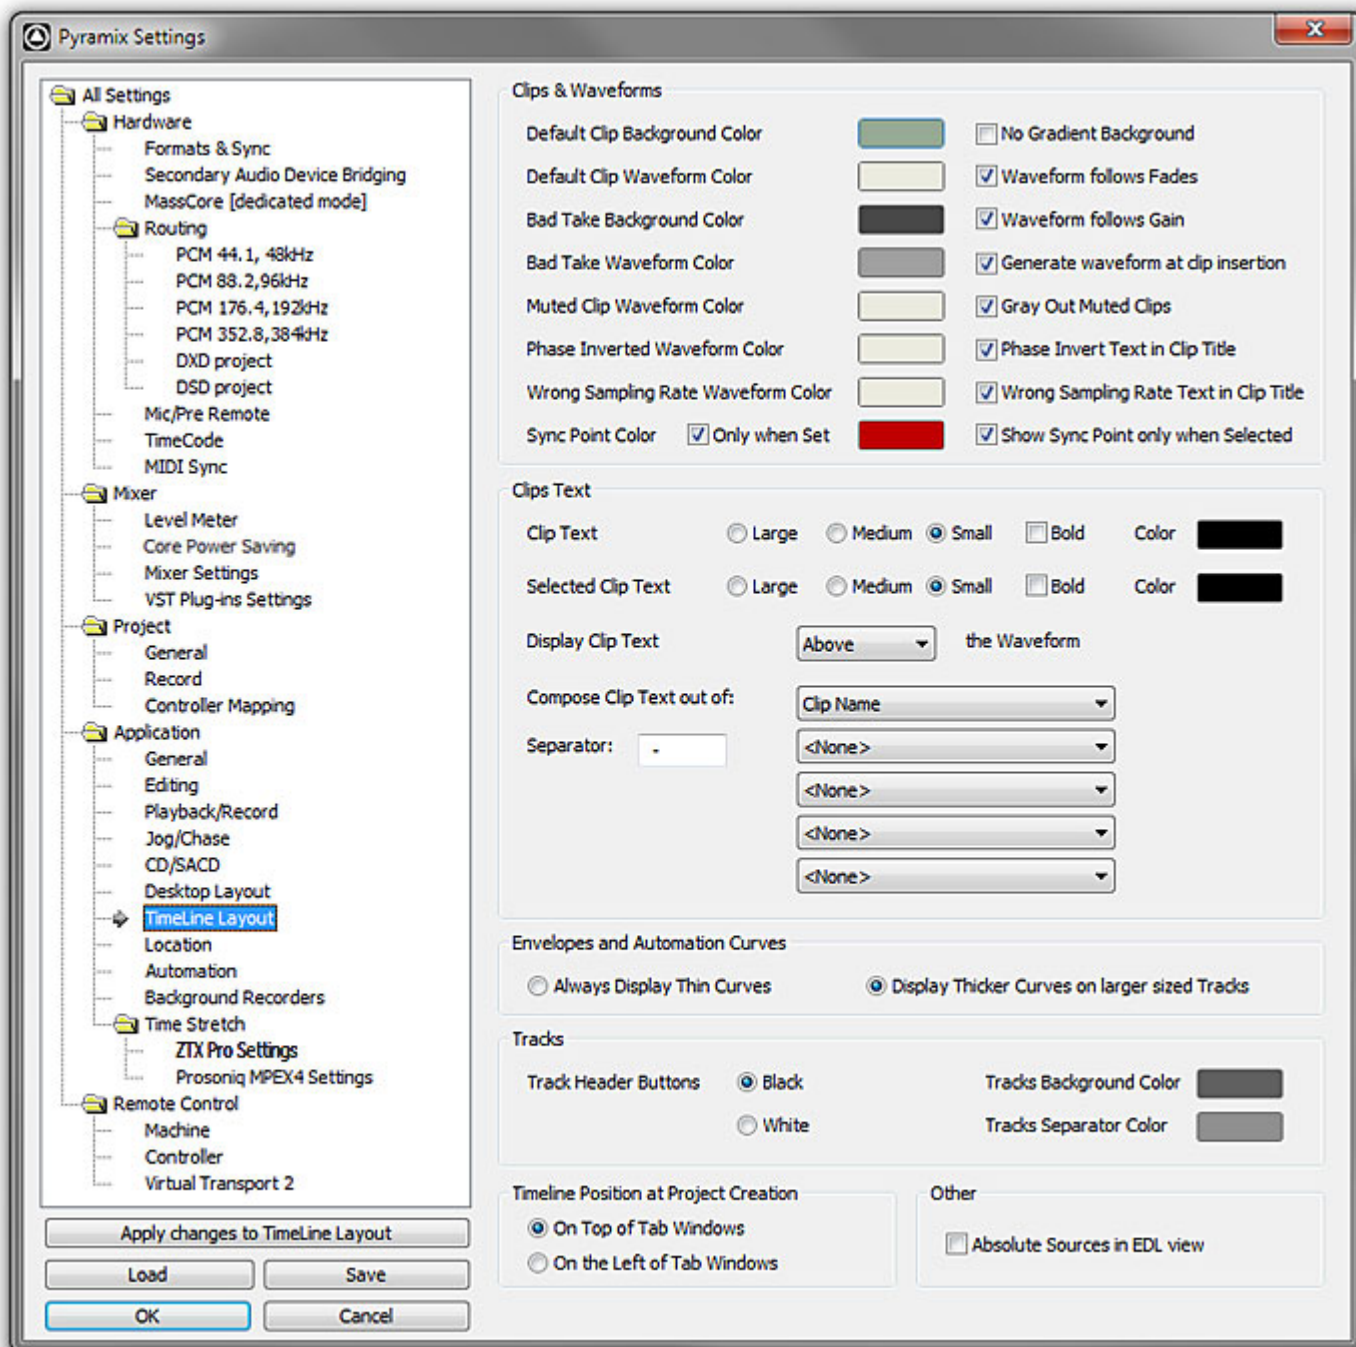 Pyramix Settings
All Settings
Hardware
Formats & Sync
Secondary Audio Device Bridging
MassCore [dedicated mode]
Routing
PCM 44.1, 48kHz
PCM 88.2,96kHz
PCM 176.4,192kHz
PCM 352.8,384kHz
DXD project
DSD project
Mic/Pre Remote
TimeCode
MIDI Sync
Mixer
Level Meter
Core Power Saving
Mixer Settings
VST Plug-ins Settings
Project
General
Record
Controller Mapping
Application
General
Editing
Playback/Record
Jog/Chase
CD/SACD
Desktop Layout
TimeLine Layout
Location
Automation
Background Recorders
Time Stretch
ZTX Pro Settings
Prosoniq MPEX4 Settings
Remote Control
Machine
Controller
Virtual Transport 2
Apply changes to TimeLine Layout
Load Save
OK Cancel
Clips & Waveforms
Default Clip Background Color No Gradient Background
Default Clip Waveform Color Waveform follows Fades
Bad Take Background Color Waveform follows Gain
Bad Take Waveform Color Generate waveform at clip insertion
Muted Clip Waveform Color Gray Out Muted Clips
Phase Inverted Waveform Color Phase Invert Text in Clip Title
Wrong Sampling Rate Waveform Color Wrong Sampling Rate Text in Clip Title
Sync Point Color Only when Set Show Sync Point only when Selected
Clips Text
Clip Text Large Medium Small Bold Color
Selected Clip Text Large Medium Small Bold Color
Display Clip Text Above the Waveform
Compose Clip Text out of: Clip Name
Separator: - <None>
<None>
<None>
<None>
Envelopes and Automation Curves
Always Display Thin Curves Display Thicker Curves on larger sized Tracks
Tracks
Track Header Buttons Black Tracks Background Color
White Tracks Separator Color
Timeline Position at Project Creation
On Top of Tab Windows
On the Left of Tab Windows
Other
Absolute Sources in EDL view